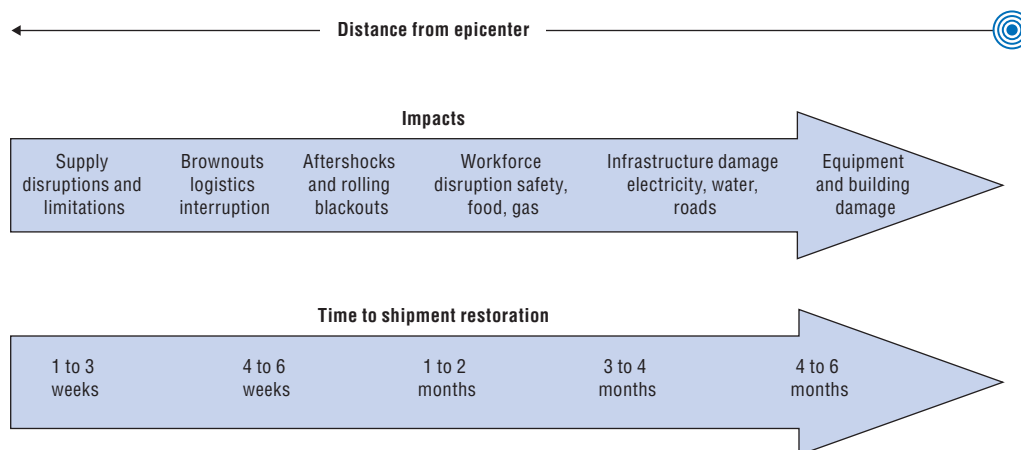 Distance from epicenter
Impacts
Supply
disruptions and
limitations
Brownouts
logistics
interruption
Aftershocks
and rolling
blackouts
Workforce
disruption safety,
food, gas
Infrastructure damage
electricity, water,
roads
Equipment
and building
damage
Time to shipment restoration
1 to 3
weeks
4 to 6
weeks
1 to 2
months
3 to 4
months
4 to 6
months